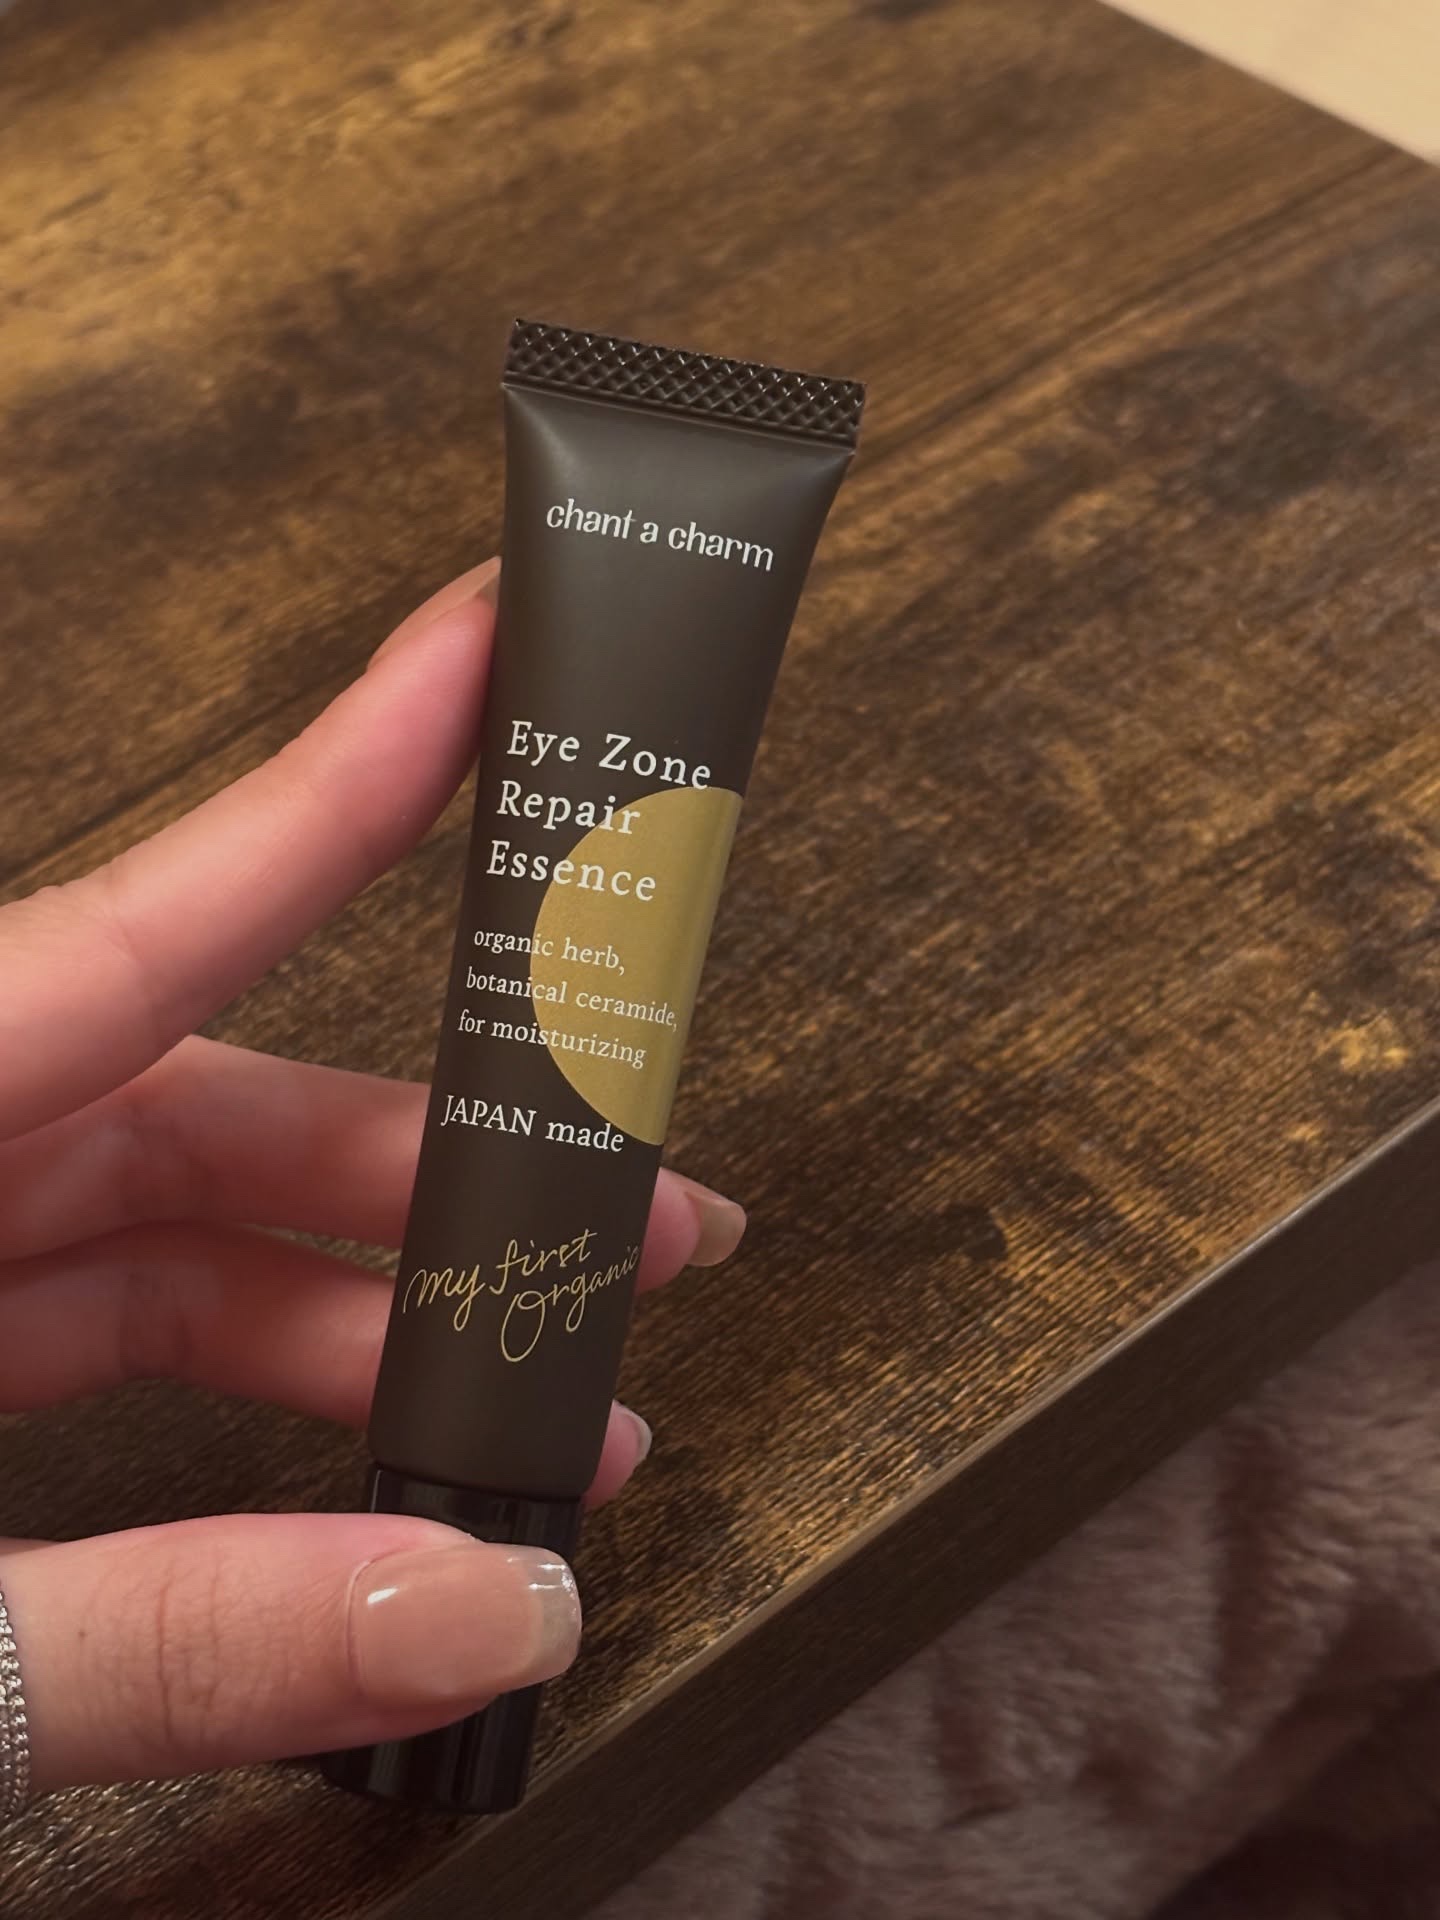 chant a charm
Eye Zone
Repair
Essence
organic herb,
botanical ceramide,
for moisturizing
JAPAN made
my first
Organic